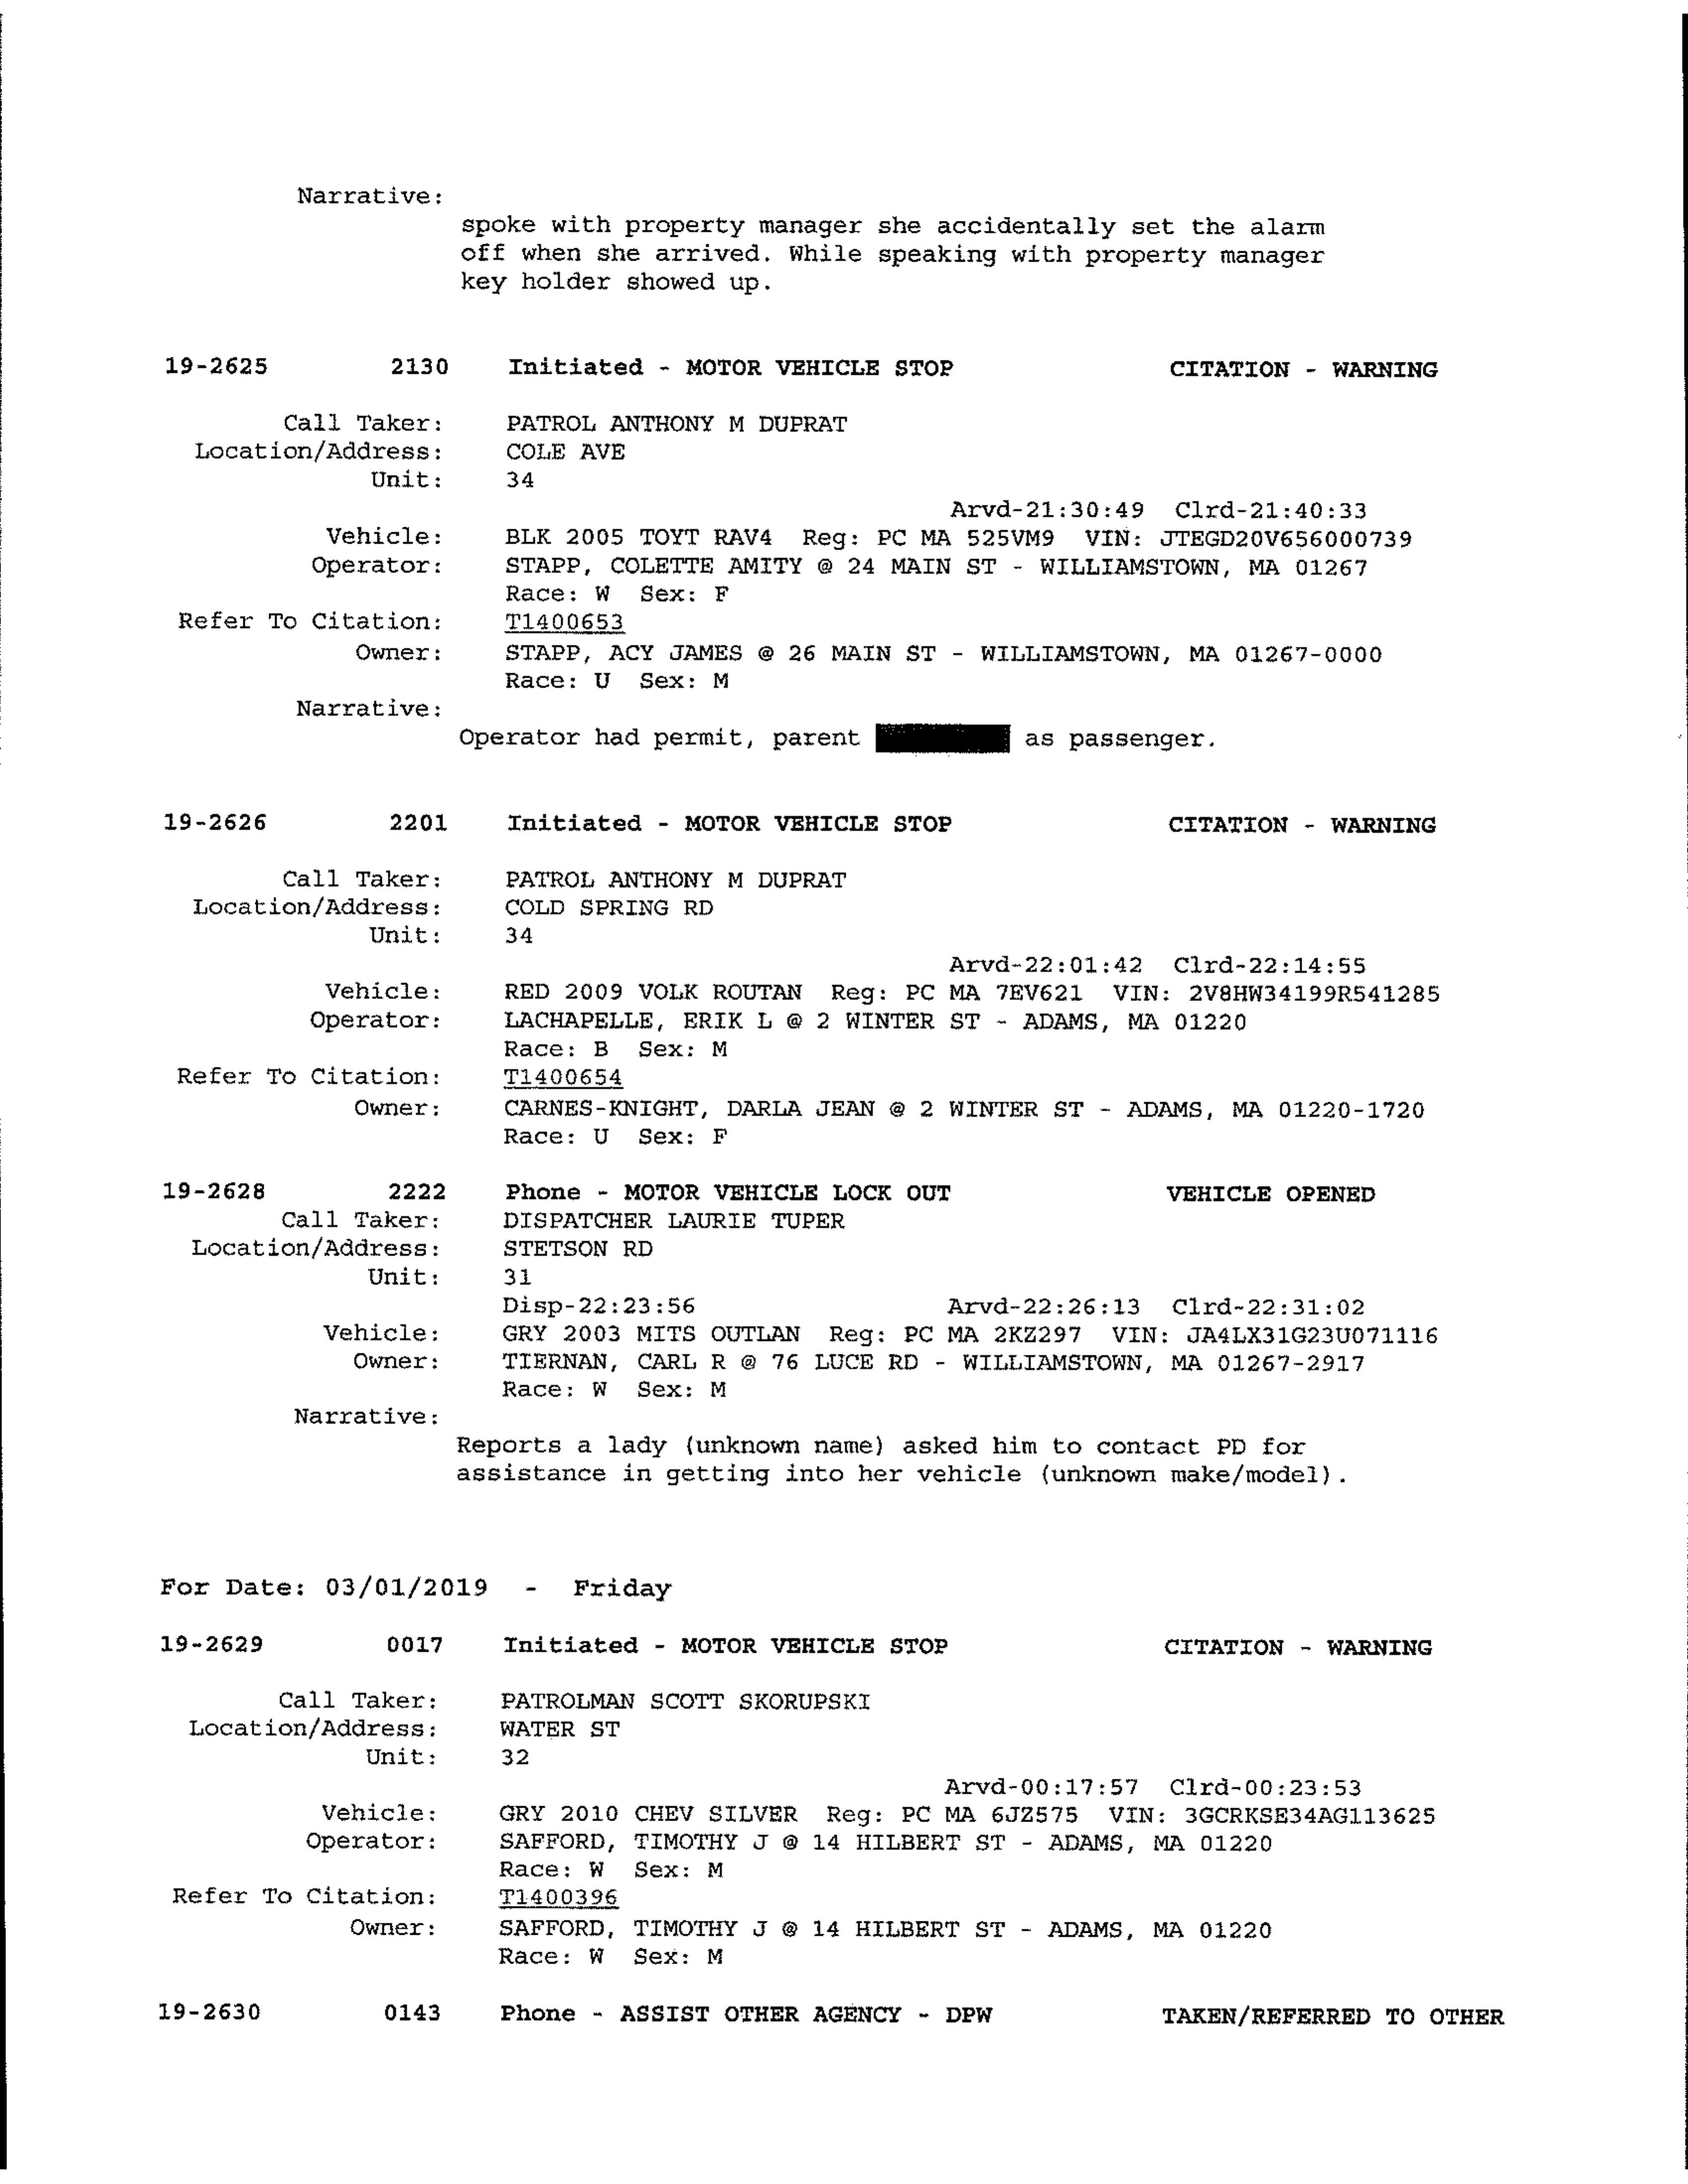 Narrative:
spoke with property manager she accidentally set the alarm
off when she arrived. While speaking with property manager
key holder showed up.
19-2625 2130 Initiated - MOTOR VEHICLE STOP CITATION - WARNING
Call Taker: PATROL ANTHONY M DUPRAT
Location/Address: COLE AVE
Unit: 34
Arvd-21:30:49 Clrd-21:40:33
Vehicle: BLK 2005 TOYT RAV4 Reg: PC MA 525VM9 VIN: JTEGD20V656000739
Operator: STAPP, COLETTE AMITY @ 24 MAIN ST - WILLIAMSTOWN, MA 01267
Race: W Sex: F
Refer To Citation: T1400653
Owner: STAPP, ACY JAMES @ 26 MAIN ST - WILLIAMSTOWN, MA 01267-0000
Race: U Sex: M
Narrative:
Operator had permit, parent as passenger.
19-2626 2201 Initiated - MOTOR VEHICLE STOP CITATION - WARNING
Call Taker: PATROL ANTHONY M DUPRAT
Location/Address: COLD SPRING RD
Unit: 34
Arvd-22:01:42 Clrd-22:14:55
Vehicle: RED 2009 VOLK ROUTAN Reg: PC MA 7EV621 VIN: 2V8HW34199R541285
Operator: LACHAPELLE, ERIK L @ 2 WINTER ST - ADAMS, MA 01220
Race: B Sex: M
Refer To Citation: T1400654
Owner: CARNES-KNIGHT, DARLA JEAN @ 2 WINTER ST - ADAMS, MA 01220-1720
Race: U Sex: F
19-2628 2222 Phone - MOTOR VEHICLE LOCK OUT VEHICLE OPENED
Call Taker: DISPATCHER LAURIE TUPER
Location/Address: STETSON RD
Unit: 31
Disp-22:23:56 Arvd-22:26:13 Clrd-22:31:02
Vehicle: GRY 2003 MITS OUTLAN Reg: PC MA 2KZ297 VIN: JA4LX31G23U071116
Owner: TIERNAN, CARL R @ 76 LUCE RD - WILLIAMSTOWN, MA 01267-2917
Race: W Sex: M
Narrative:
Reports a lady (unknown name) asked him to contact PD for
assistance in getting into her vehicle (unknown make/model).
For Date: 03/01/2019 - Friday
19-2629 0017 Initiated - MOTOR VEHICLE STOP CITATION - WARNING
Call Taker: PATROLMAN SCOTT SKORUPSKI
Location/Address: WATER ST
Unit: 32
Arvd-00:17:57 Clrd-00:23:53
Vehicle: GRY 2010 CHEV SILVER Reg: PC MA 6JZ575 VIN: 3GCRKSE34AG113625
Operator: SAFFORD, TIMOTHY J @ 14 HILBERT ST - ADAMS, MA 01220
Race: W Sex: M
Refer To Citation: T1400396
Owner: SAFFORD, TIMOTHY J @ 14 HILBERT ST - ADAMS, MA 01220
Race: W Sex: M
19-2630 0143 Phone - ASSIST OTHER AGENCY - DPW TAKEN/REFERRED TO OTHER